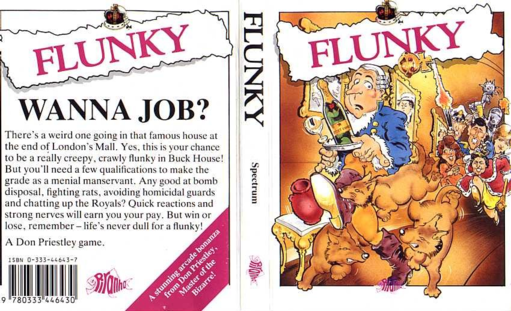 FLUNKY
WANNA JOB?
There's a weird one going in that famous house at
the end of London's Mall. Yes, this is your chance
to be a really creepy, crawly flunky in Buck House!
But you'll need a few qualifications to make the
grade as a menial manservant. Any good at bomb
disposal, fighting rats, avoiding homicidal guards
and chatting up the Royals? Quick reactions and
strong nerves will earn you your pay. But win or
lose, remember – life's never dull for a flunky!
A Don Priestley game.
ISBN 0-333-44643-7
9 780333 446430
Piranha
A stunning arcade bonanza
from Don Priestley,
Master of the
Bizarre!
FLUNKY
Spectrum
Piranha
FLUNKY
Piranha